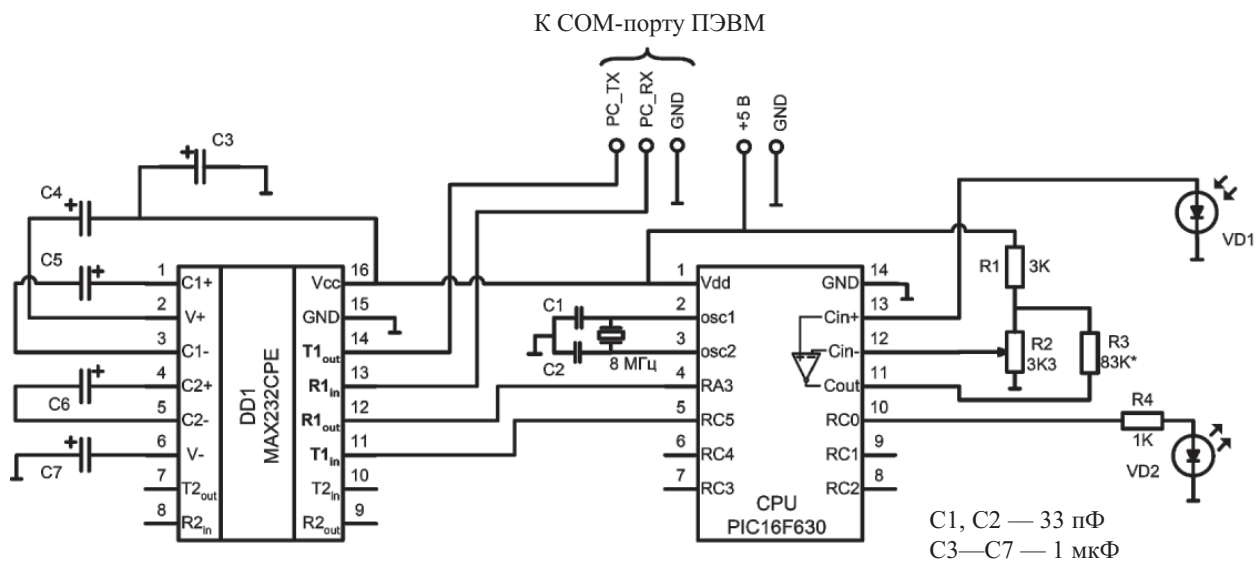 К COM-порту ПЭВМ
PC_TX
PC_RX
GND
+5 В
GND
C3
+
C4
+
C5
+
C6
+
C7
+
1
2
3
4
5
6
7
8
C1+
V+
C1-
C2+
C2-
V-
T2out
R2in
DD1
MAX232CPE
Vcc
GND
T1out
R1in
R1out
T1in
T2in
R2out
16
15
14
13
12
11
10
9
C1
C2
8 МГц
1
2
3
4
5
6
7
Vdd
osc1
osc2
RA3
RC5
RC4
RC3
GND
Cin+
Cin-
Cout
RC0
RC1
RC2
14
13
12
11
10
9
8
CPU
PIC16F630
R1
3K
R2
3K3
R3
83K*
R4
1K
VD1
VD2
C1, C2 — 33 пФ
C3—C7 — 1 мкФ